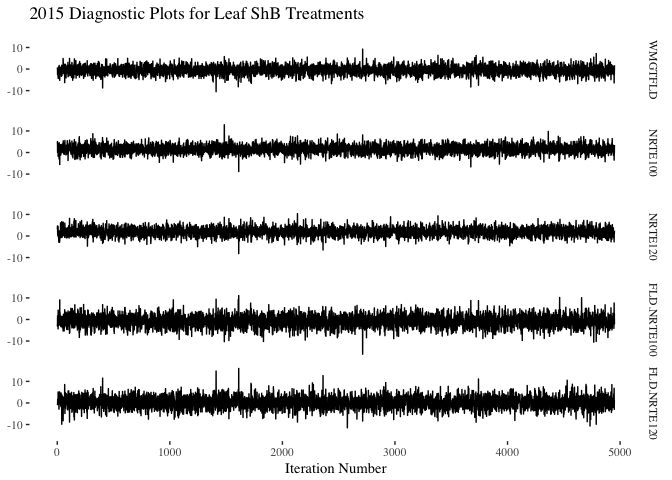 2015 Diagnostic Plots for Leaf ShB Treatments
10
0
-10
WMGTFLD
10
0
-10
NRTE100
10
0
-10
NRTE120
10
0
-10
FLD.NRTE100
10
0
-10
FLD.NRTE120
0 1000 2000 3000 4000 5000
Iteration Number